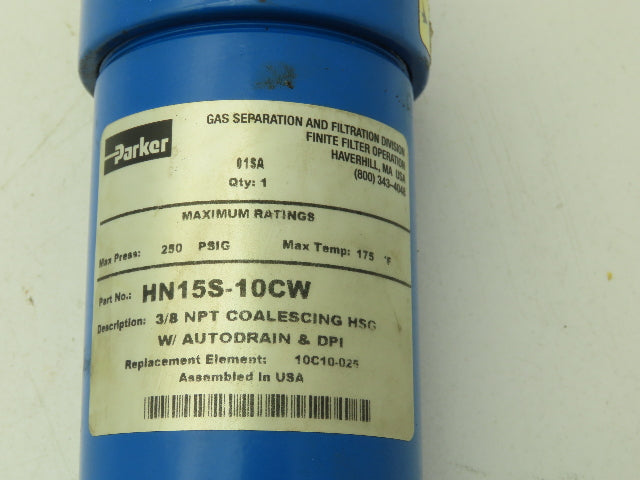 Parker
GAS SEPARATION AND FILTRATION DIVISION
FINITE FILTER OPERATION
HAVERHILL, MA USA
(800) 343-4048
01SA
Qty: 1
MAXIMUM RATINGS
Max Press: 250 PSIG Max Temp: 175 °F
Part No.: HN15S-10CW
Description: 3/8 NPT COALESCING HSG
W/ AUTODRAIN & DPI
Replacement Element: 10C10-025
Assembled In USA